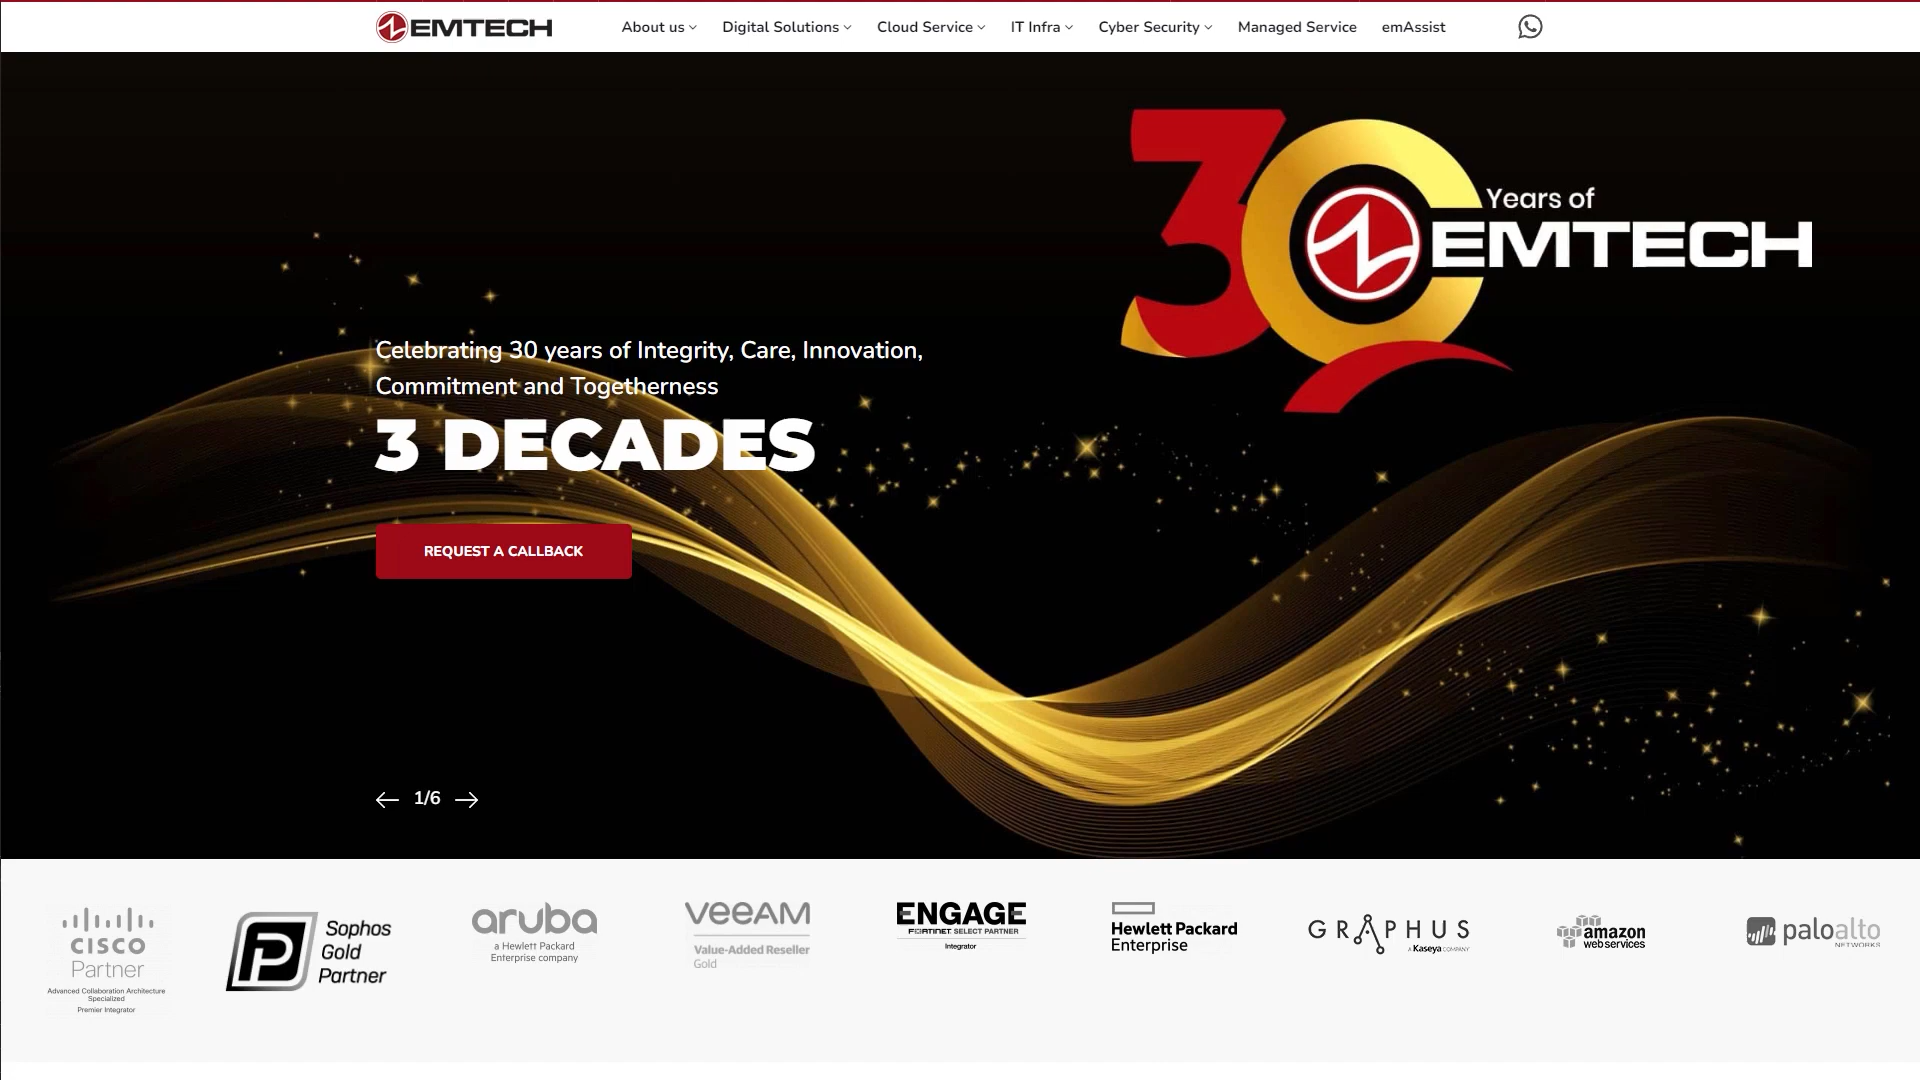 EMTECH
About us
Digital Solutions
Cloud Service
IT Infra
Cyber Security
Managed Service
emAssist
30
Years of
EMTECH
Celebrating 30 years of Integrity, Care, Innovation,
Commitment and Togetherness
3 DECADES
REQUEST A CALLBACK
1/6
CISCO
Partner
Advanced Collaboration Architecture
Specialized
Premier Integrator
Sophos
Gold
Partner
aruba
a Hewlett Packard
Enterprise company
veeAM
Value-Added Reseller
Gold
ENGAGE
FORTINET SELECT PARTNER
Integrator
Hewlett Packard
Enterprise
GRAPHUS
A Kaseya COMPANY
amazon
web services
paloalto
NETWORKS